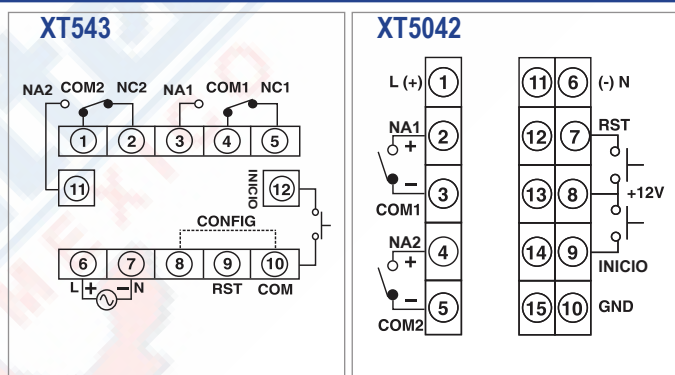 XT543
NA2 COM2 NC2 NA1 COM1 NC1
1 2 3 4 5
11 INICIO 12
CONFIG
6 7 8 9 10
L + − N RST COM
XT5042
L (+) 1 11 6 (-) N
NA1 + 2 12 7 RST
COM1 − 3 13 8 +12V
NA2 + 4 14 9 INICIO
COM2 − 5 15 10 GND
MEXICO